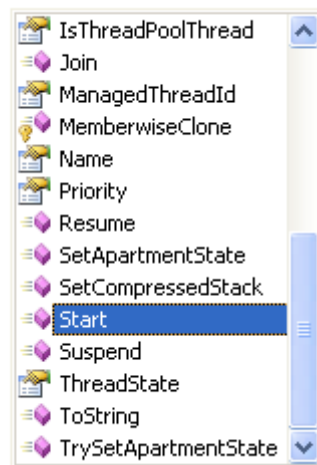 IsThreadPoolThread
Join
ManagedThreadId
MemberwiseClone
Name
Priority
Resume
SetApartmentState
SetCompressedStack
Start
Suspend
ThreadState
ToString
TrySetApartmentState